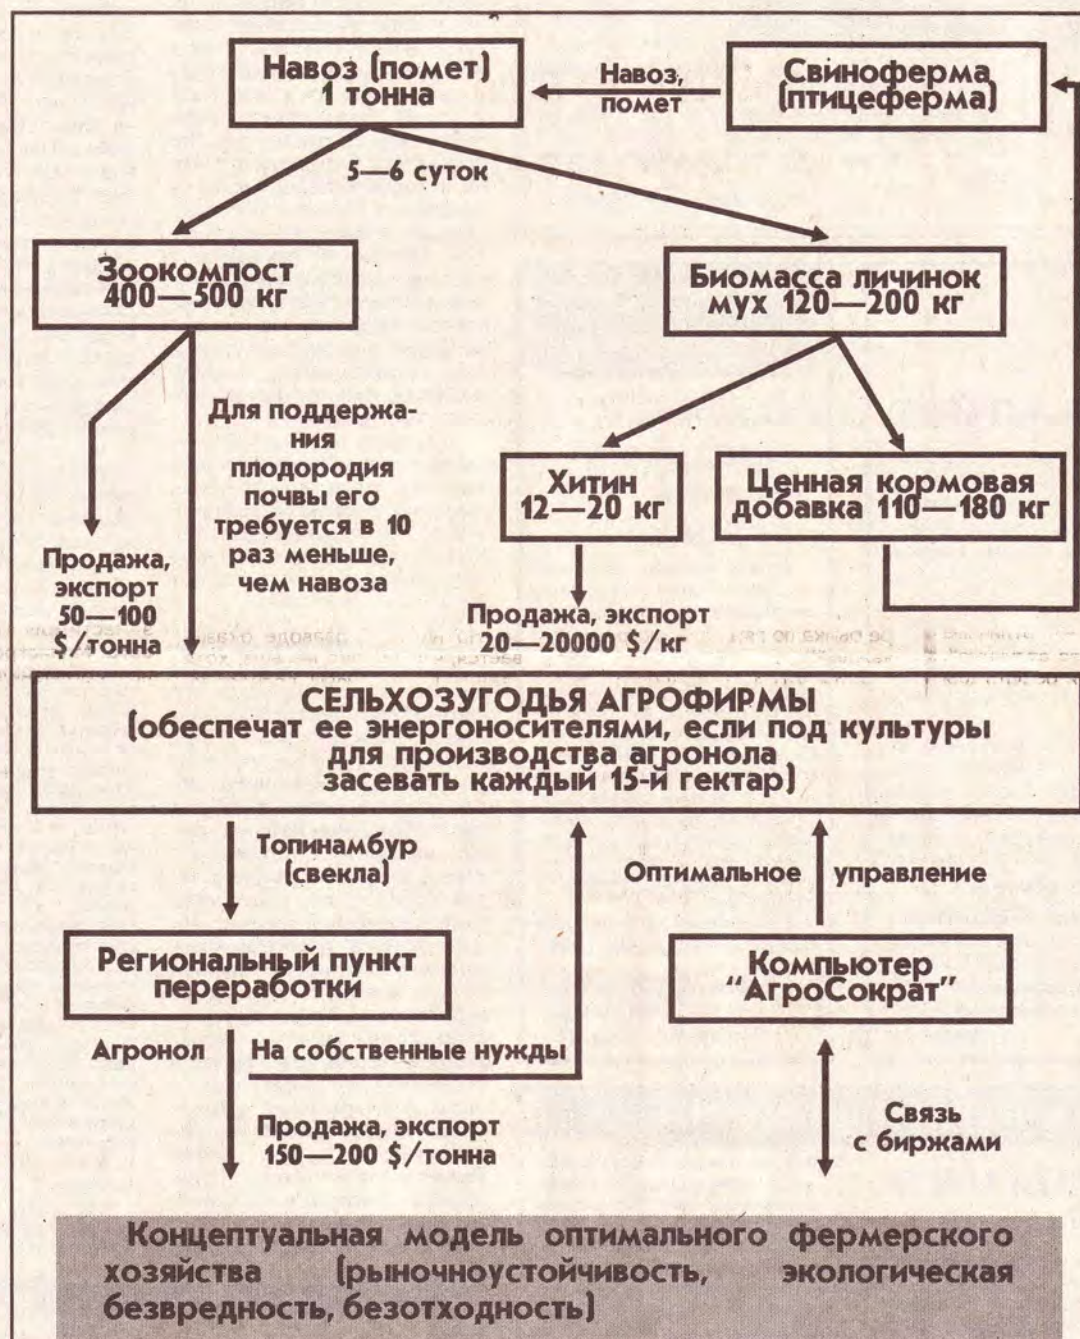 Навоз (помет)
1 тонна
Навоз,
помет
Свиноферма
(птицеферма)
5—6 суток
Зоокомпост
400—500 кг
Биомасса личинок
мух 120—200 кг
Для поддержа-
ния
плодородия
почвы его
требуется в 10
раз меньше,
чем навоза
Хитин
12—20 кг
Ценная кормовая
добавка 110—180 кг
Продажа,
экспорт
50—100
$/тонна
Продажа, экспорт
20—20000 $/кг
СЕЛЬХОЗУГОДЬЯ АГРОФИРМЫ
(обеспечат ее энергоносителями, если под культуры
для производства агронола
засевать каждый 15-й гектар)
Топинамбур
(свекла)
Оптимальное управление
Региональный пункт
переработки
Компьютер
“АгроСократ”
Агронол
На собственные нужды
Продажа, экспорт
150—200 $/тонна
Связь
с биржами
Концептуальная модель оптимального фермерского
хозяйства (рыночноустойчивость, экологическая
безвредность, безотходность)